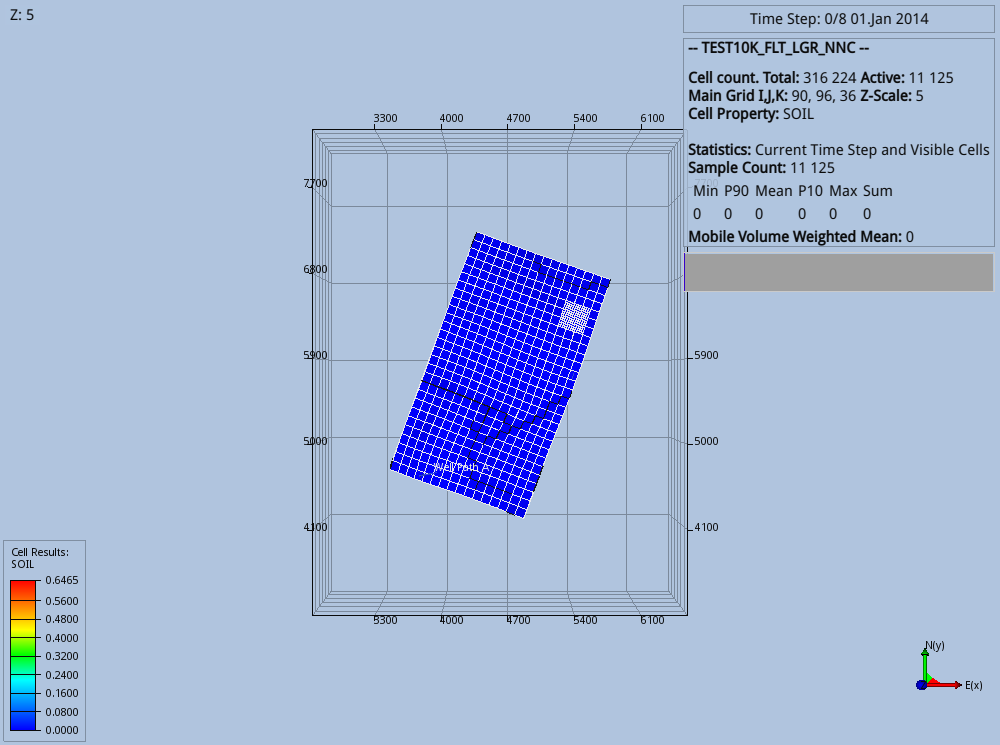 Z: 5
Time Step: 0/8 01.Jan 2014
-- TEST10K_FLT_LGR_NNC --
Cell count. Total: 316 224 Active: 11 125
Main Grid I,J,K: 90, 96, 36 Z-Scale: 5
Cell Property: SOIL
Statistics: Current Time Step and Visible Cells
Sample Count: 11 125
Min P90 Mean P10 Max Sum
0 0 0 0 0 0
Mobile Volume Weighted Mean: 0
3300 4000 4700 5400 6100
7700 7700
6800
5900 5900
5000 5000
4100 4100
Well Path A
3300 4000 4700 5400 6100
Cell Results:
SOIL
0.6465
0.5600
0.4800
0.4000
0.3200
0.2400
0.1600
0.0800
0.0000
N(y)
E(x)